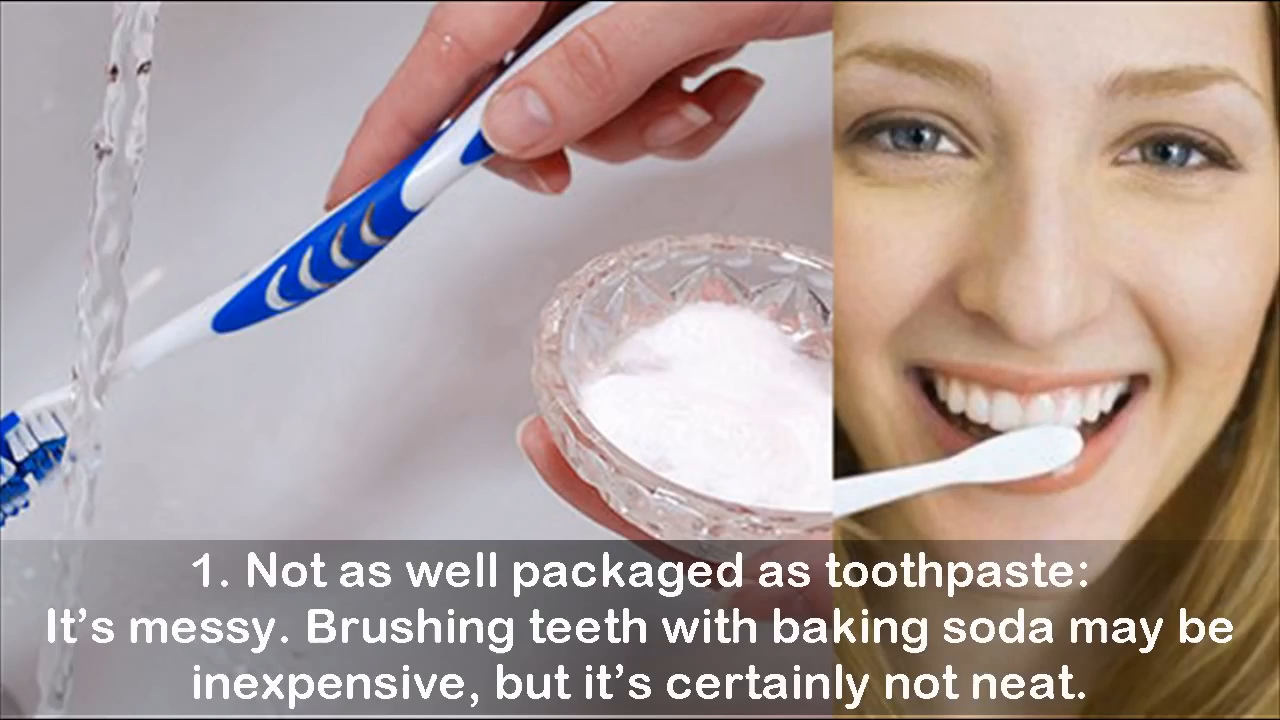 1. Not as well packaged as toothpaste:
It’s messy. Brushing teeth with baking soda may be
inexpensive, but it’s certainly not neat.